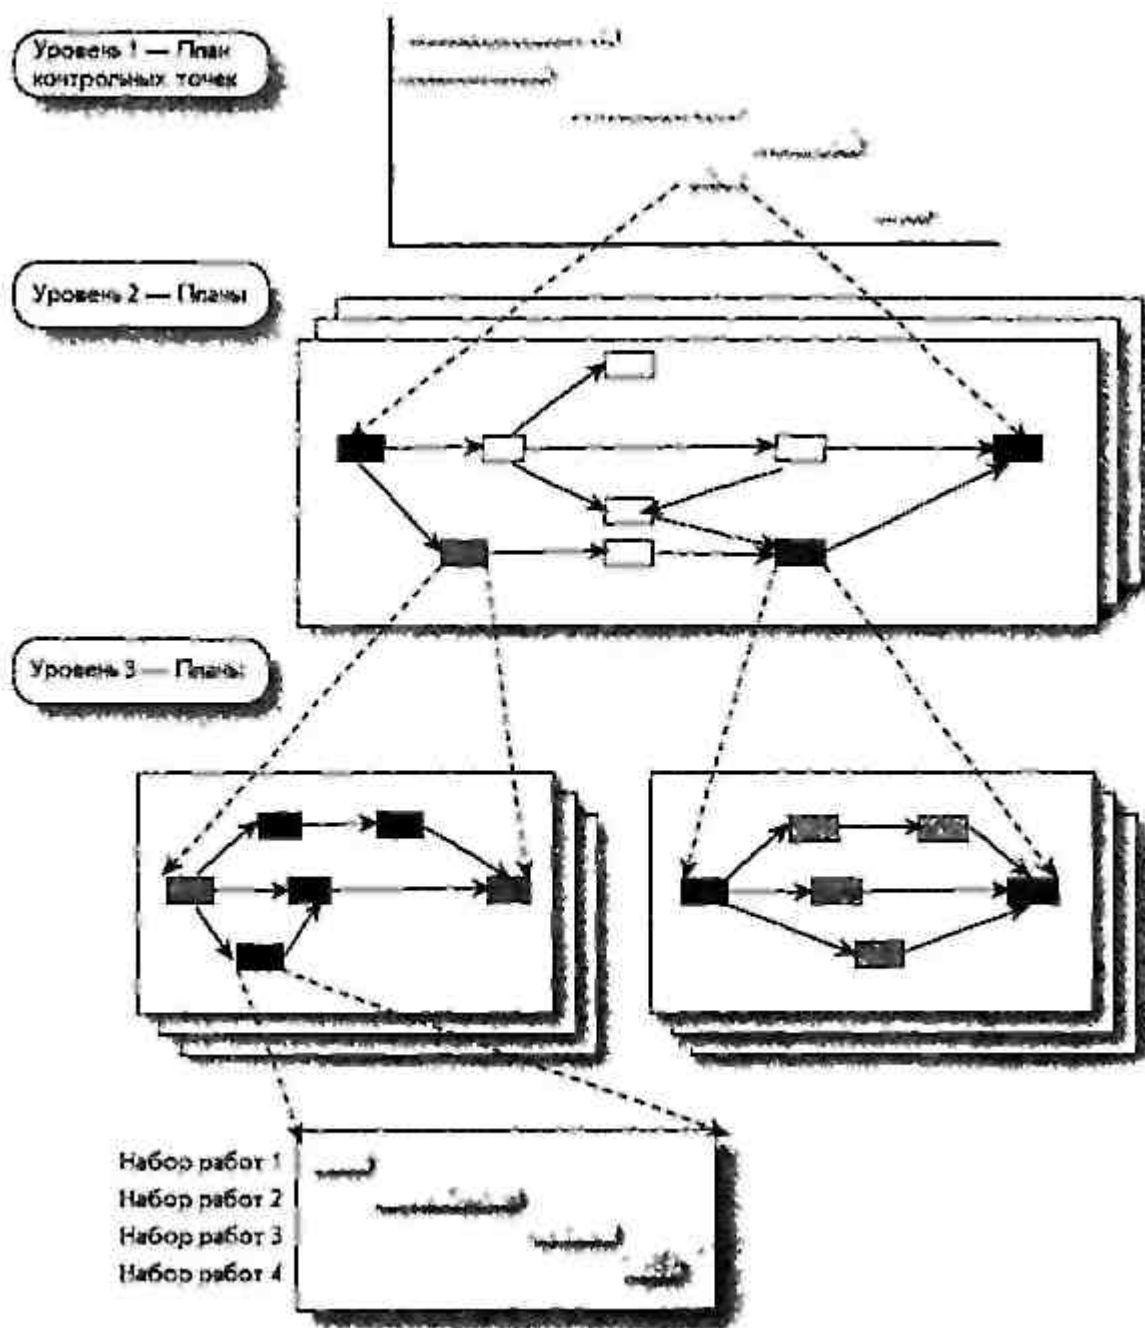 Уровень 1 — План
контрольных точек
Уровень 2 — Планы
Уровень 3 — Планы
Набор работ 1
Набор работ 2
Набор работ 3
Набор работ 4